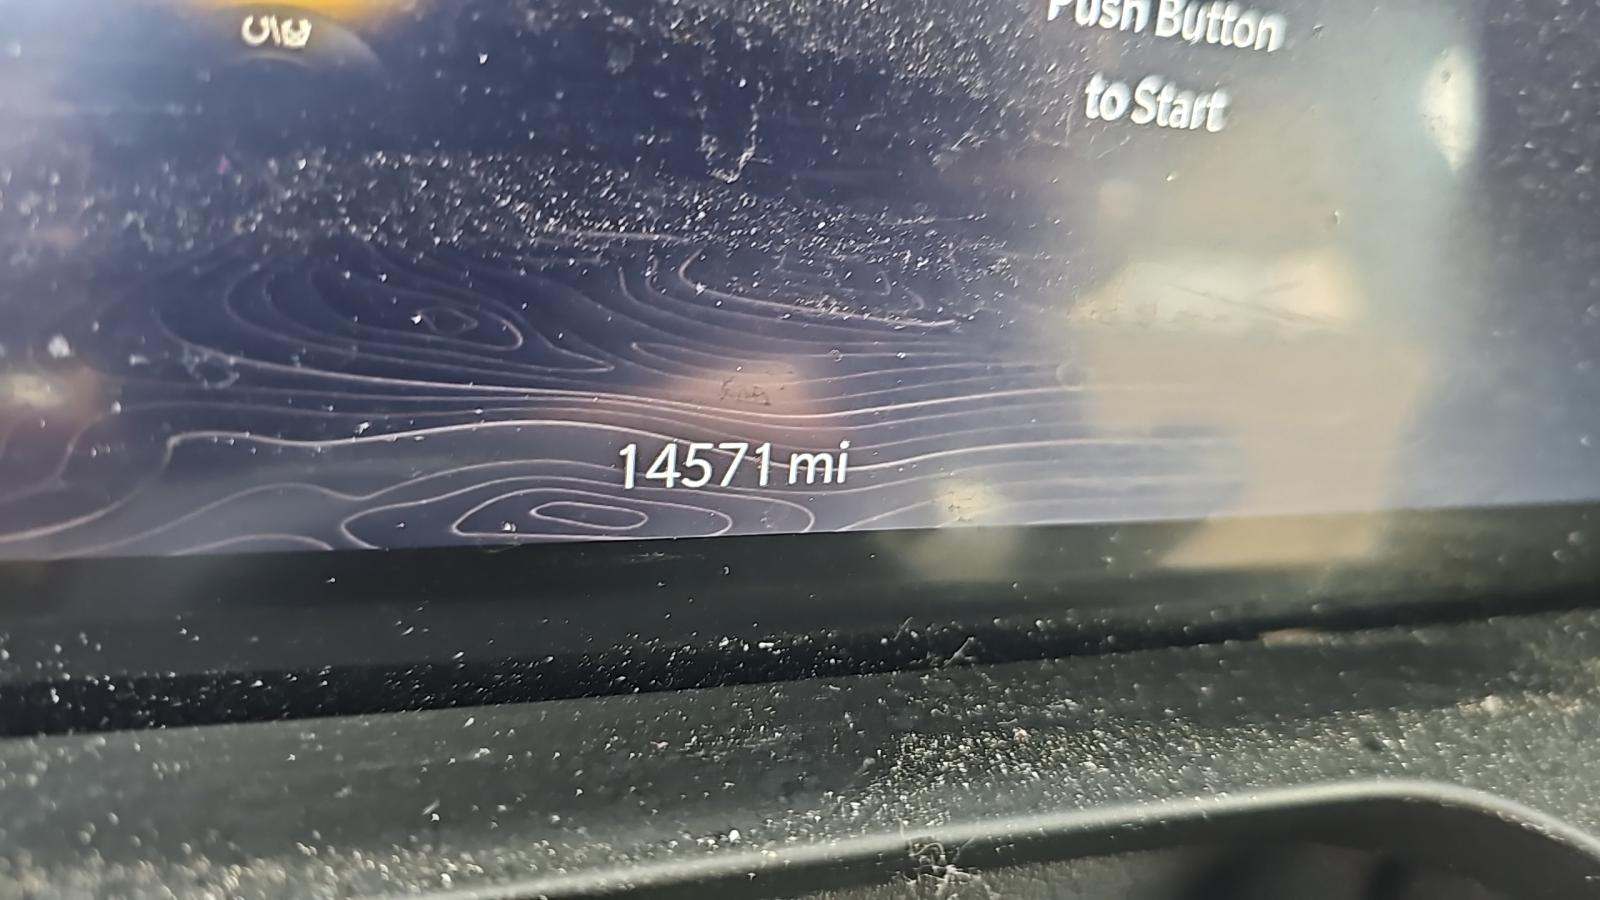 Push Button
to Start
14571 mi